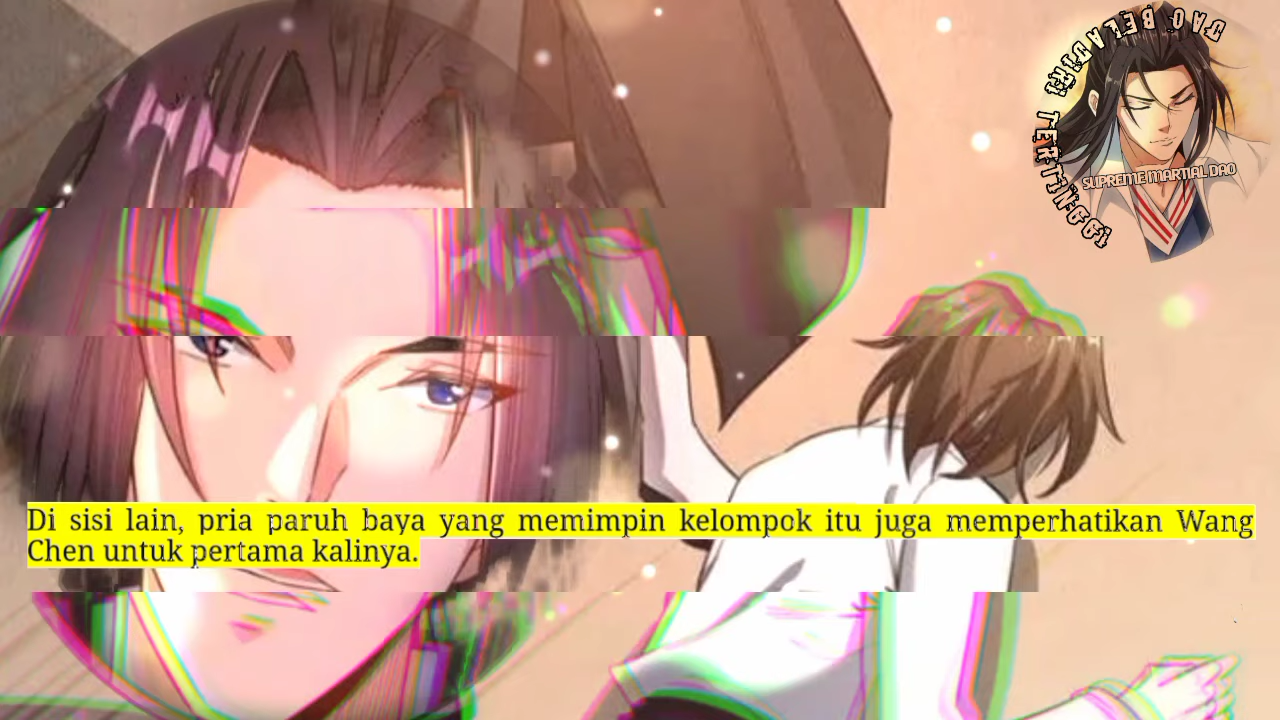 DAO BELADIRI TERTINGGI
SUPREME MARTIAL DAO
Di sisi lain, pria paruh baya yang memimpin kelompok itu juga memperhatikan Wang
Chen untuk pertama kalinya.